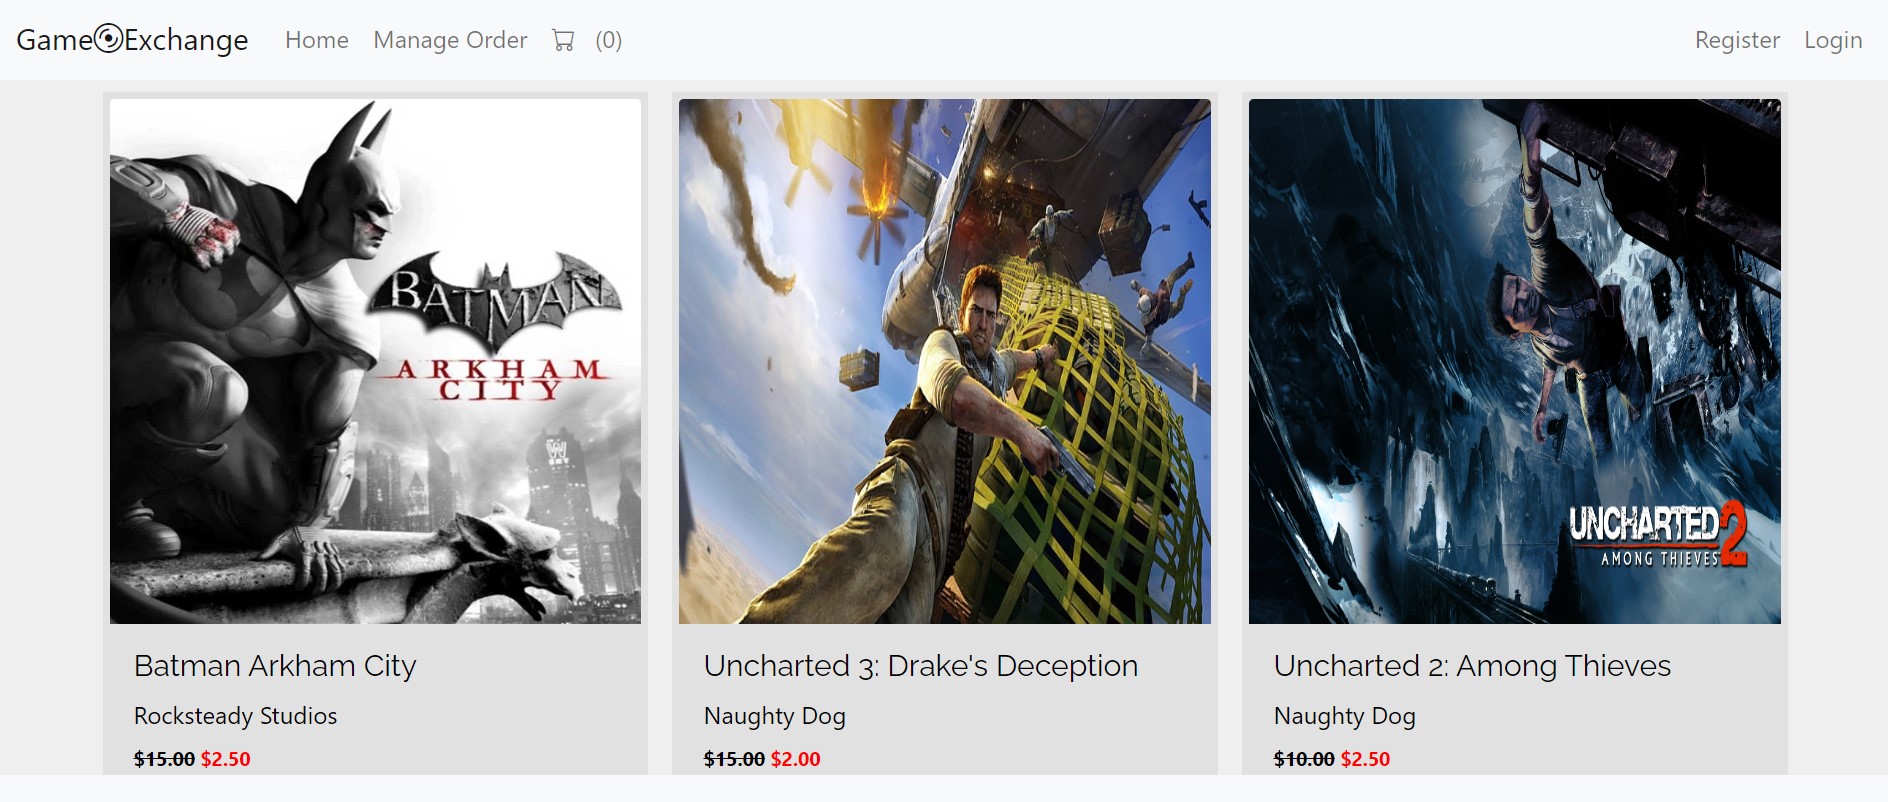 Game Exchange Home Manage Order (0) Register Login
BATMAN
ARKHAM
CITY
W
UNCHARTED 2
AMONG THIEVES
Batman Arkham City
Rocksteady Studios
$15.00 $2.50
Uncharted 3: Drake's Deception
Naughty Dog
$15.00 $2.00
Uncharted 2: Among Thieves
Naughty Dog
$10.00 $2.50